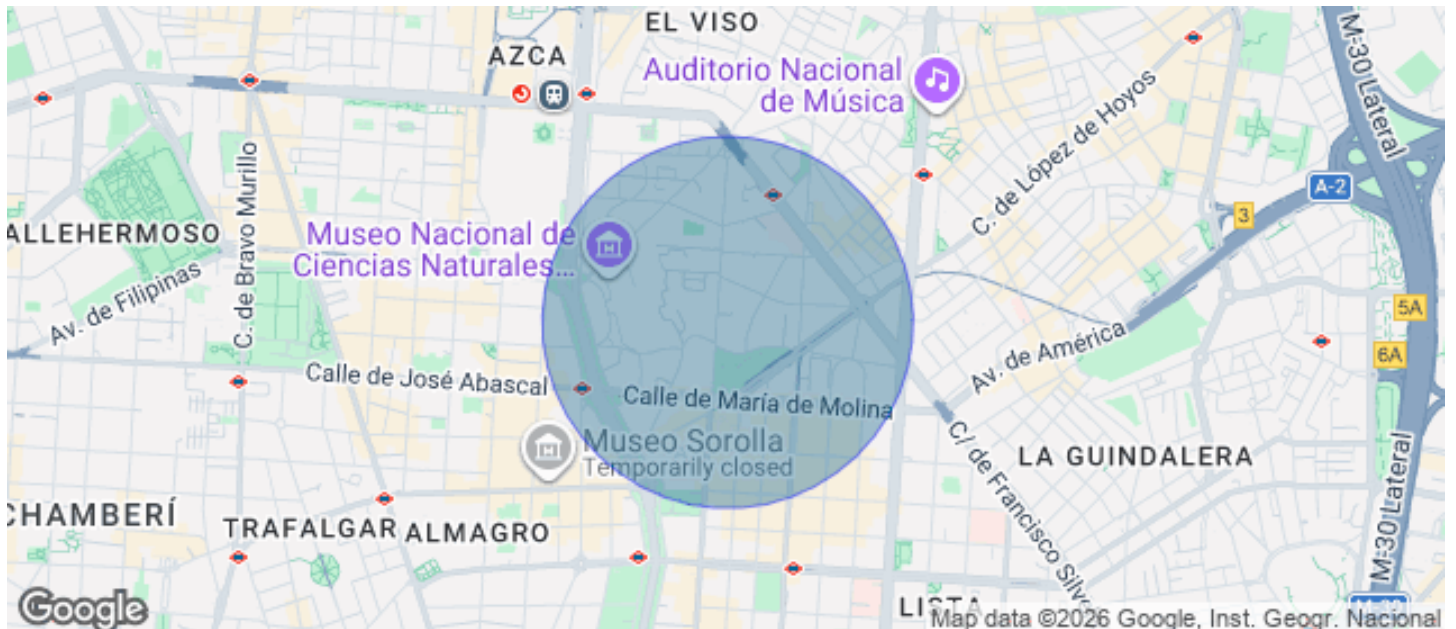 EL VISO
AZCA
Auditorio Nacional
de Música
M-30 Lateral
C. de López de Hoyos
A-2
3
C. de Bravo Murillo
ALLEHERMOSO
Museo Nacional de
Ciencias Naturales...
Av. de Filipinas
5A
Av. de América
6A
Calle de José Abascal
Calle de María de Molina
Museo Sorolla
Temporarily closed
C/ de Francisco Silve
LA GUINDALERA
M-30 Lateral
CHAMBERÍ
TRAFALGAR
ALMAGRO
LISTA
Google
Map data ©2026 Google, Inst. Geogr. Nacional